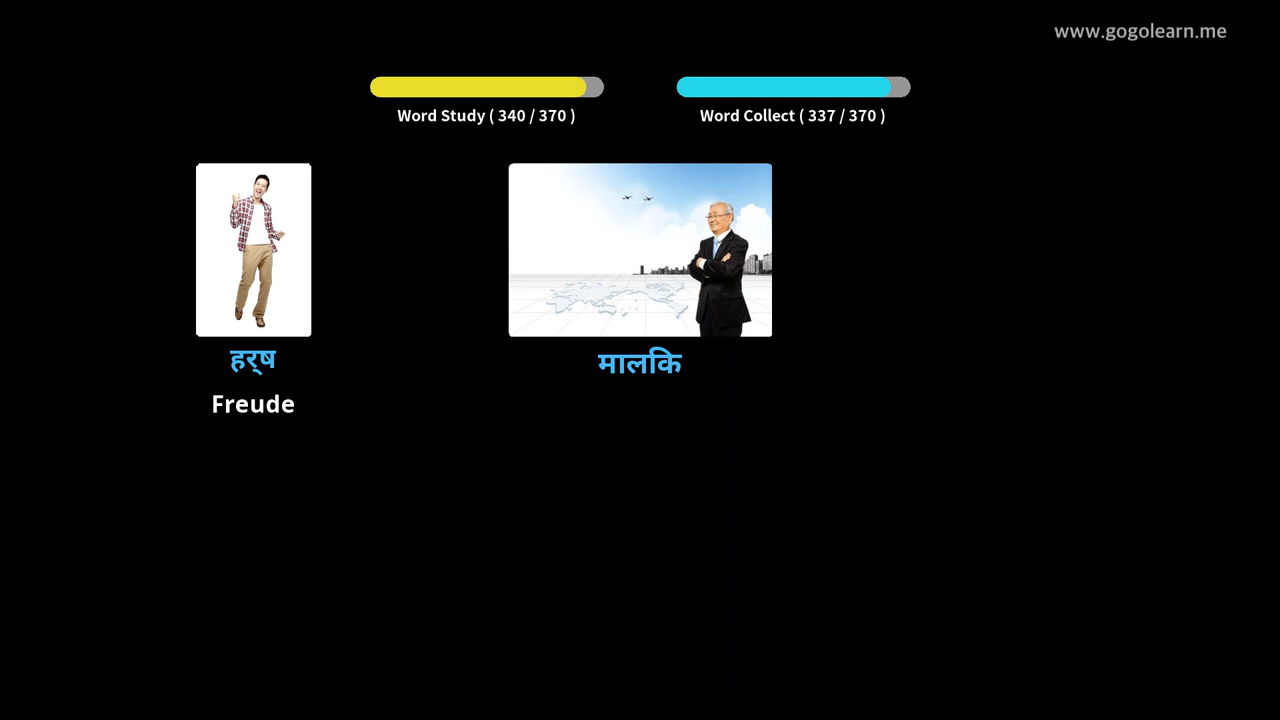 www.gogolearn.me
Word Study ( 340 / 370 )
Word Collect ( 337 / 370 )
हर्ष
मालिक
Freude